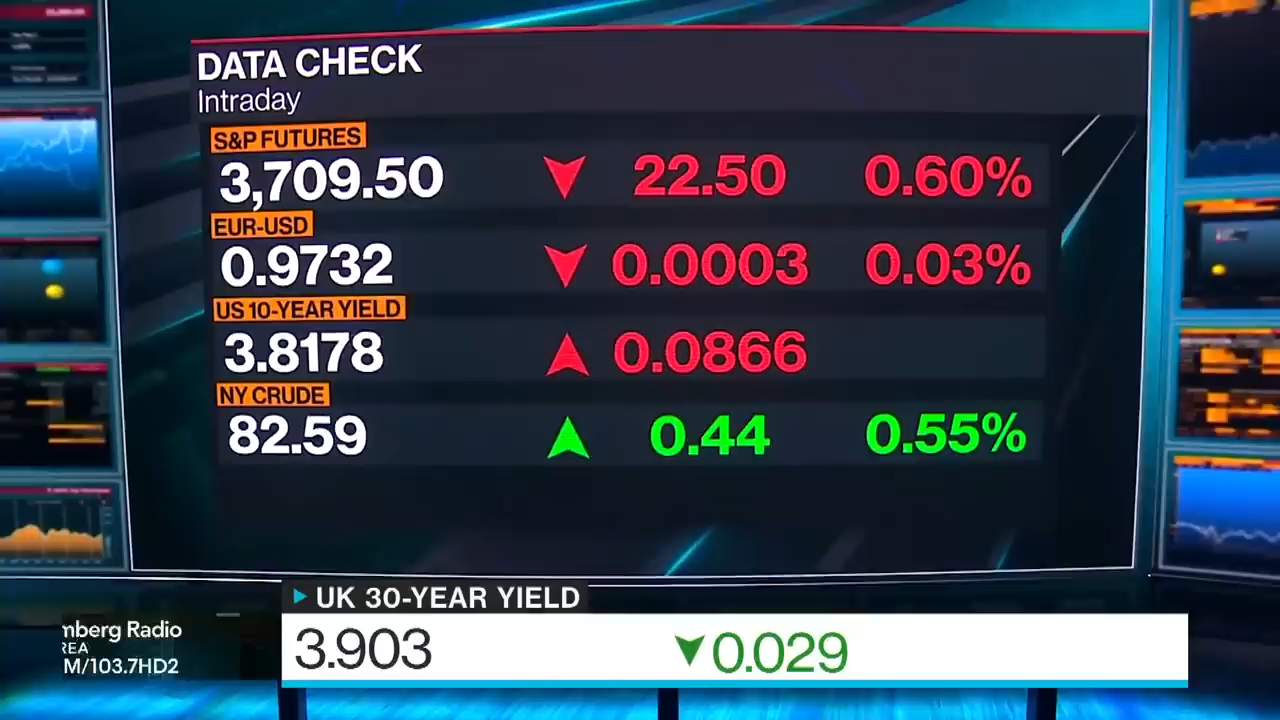 DATA CHECK
Intraday
S&P FUTURES
3,709.50 ▼ 22.50 0.60%
EUR-USD
0.9732 ▼ 0.0003 0.03%
US 10-YEAR YIELD
3.8178 ▲ 0.0866
NY CRUDE
82.59 ▲ 0.44 0.55%
UK 30-YEAR YIELD
3.903 ▼ 0.029
mberg Radio
REA
M/103.7HD2